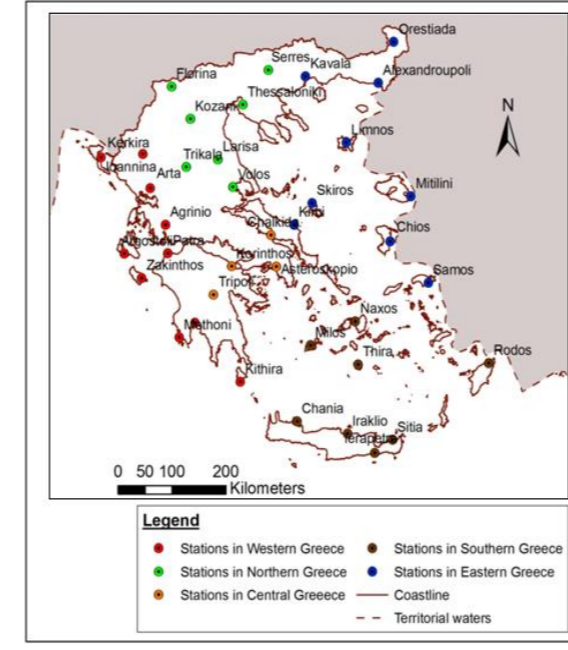 Orestiada
Serres
Kavala
Florina
Alexandroupoli
Thessaloniki
Kozani
N
Limnos
Kerkira
Larisa
Trikala
Ioannina
Arta
Volos
Skiros
Mitilini
Kimi
Agrinio
Chalkida
Chios
Argostoli
Patra
Korinthos
Zakinthos
Asteroskopio
Samos
Tripoli
Naxos
Methoni
Milos
Thira
Rodos
Kithira
Chania
Iraklio
Sitia
Ierapetra
0 50 100 200
Kilometers
Legend
Stations in Western Greece
Stations in Southern Greece
Stations in Northern Greece
Stations in Eastern Greece
Stations in Central Greeece
Coastline
Territorial waters